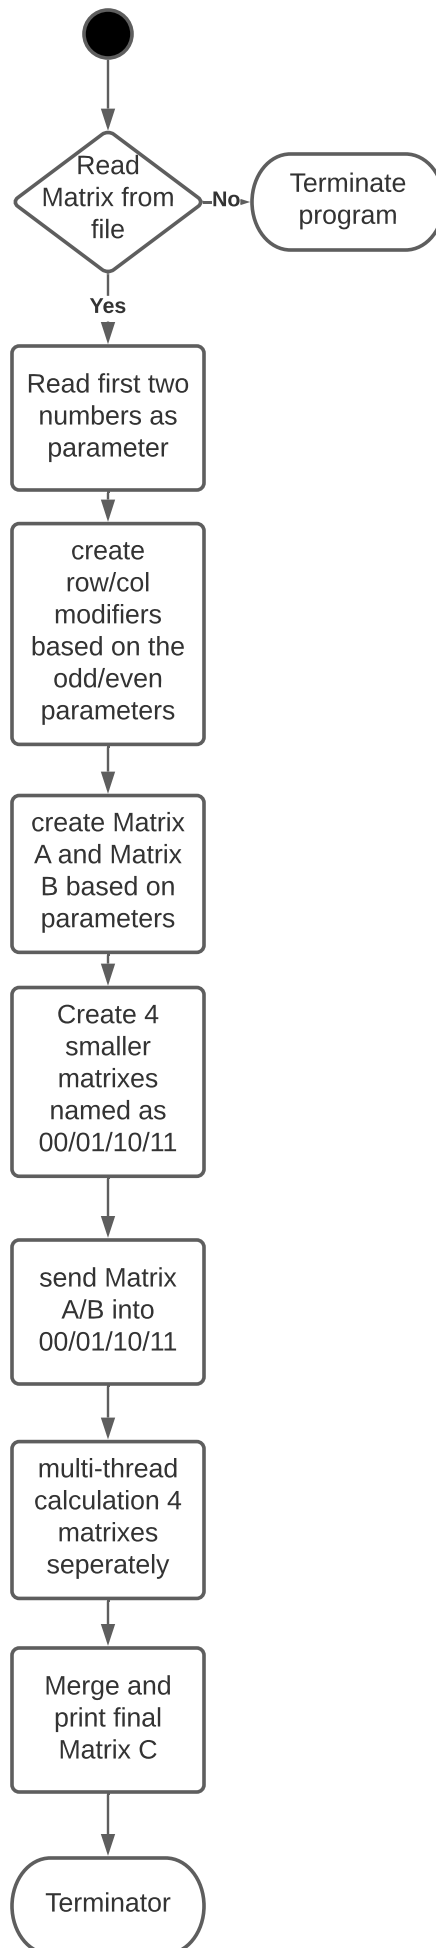 Read
Matrix from
file
No
Terminate
program
Yes
Read first two
numbers as
parameter
create
row/col
modifiers
based on the
odd/even
parameters
create Matrix
A and Matrix
B based on
parameters
Create 4
smaller
matrixes
named as
00/01/10/11
send Matrix
A/B into
00/01/10/11
multi-thread
calculation 4
matrixes
seperately
Merge and
print final
Matrix C
Terminator